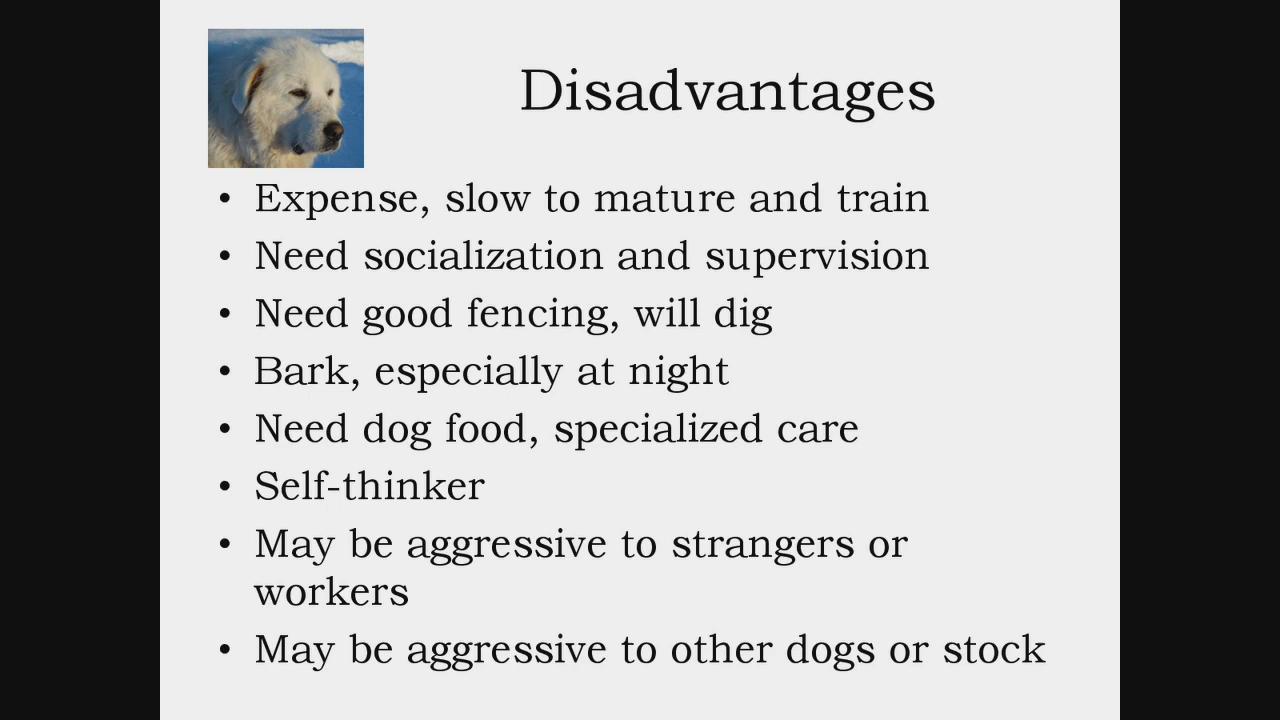 Disadvantages
• Expense, slow to mature and train
• Need socialization and supervision
• Need good fencing, will dig
• Bark, especially at night
• Need dog food, specialized care
• Self-thinker
• May be aggressive to strangers or
workers
• May be aggressive to other dogs or stock